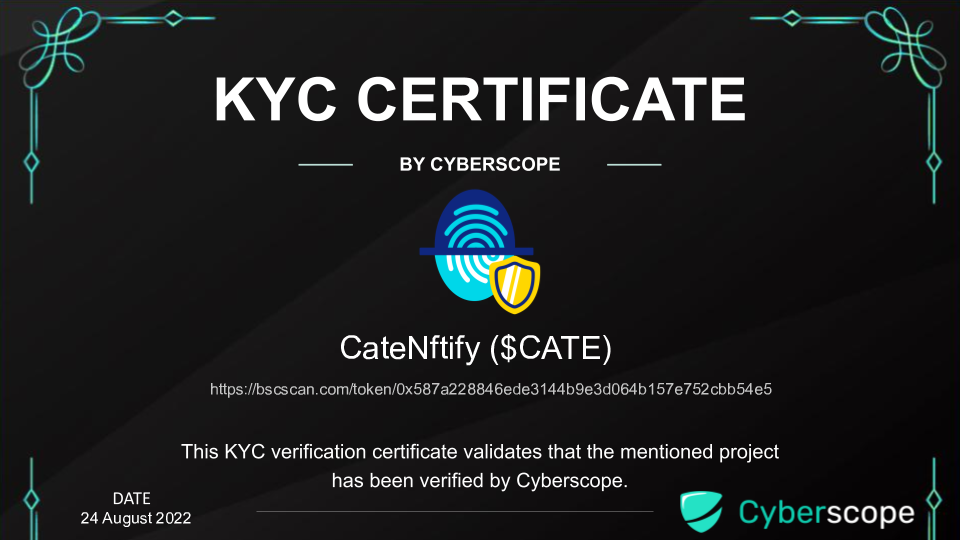 KYC CERTIFICATE
BY CYBERSCOPE
CateNftify ($CATE)
https://bscscan.com/token/0x587a228846ede3144b9e3d064b157e752cbb54e5
This KYC verification certificate validates that the mentioned project
has been verified by Cyberscope.
DATE
24 August 2022
Cyberscope